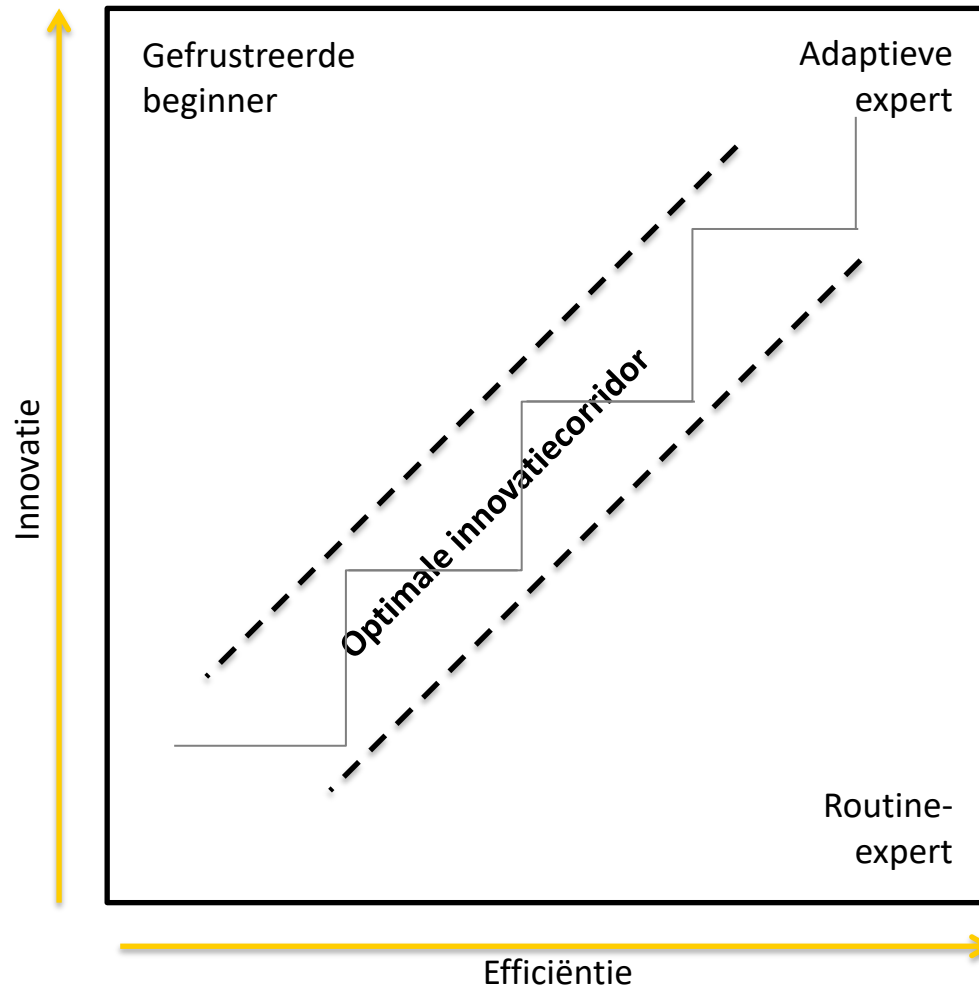 Gefrustreerde
beginner
Adaptieve
expert
Innovatie
Optimale innovatiecorridor
Routine-
expert
Efficiëntie